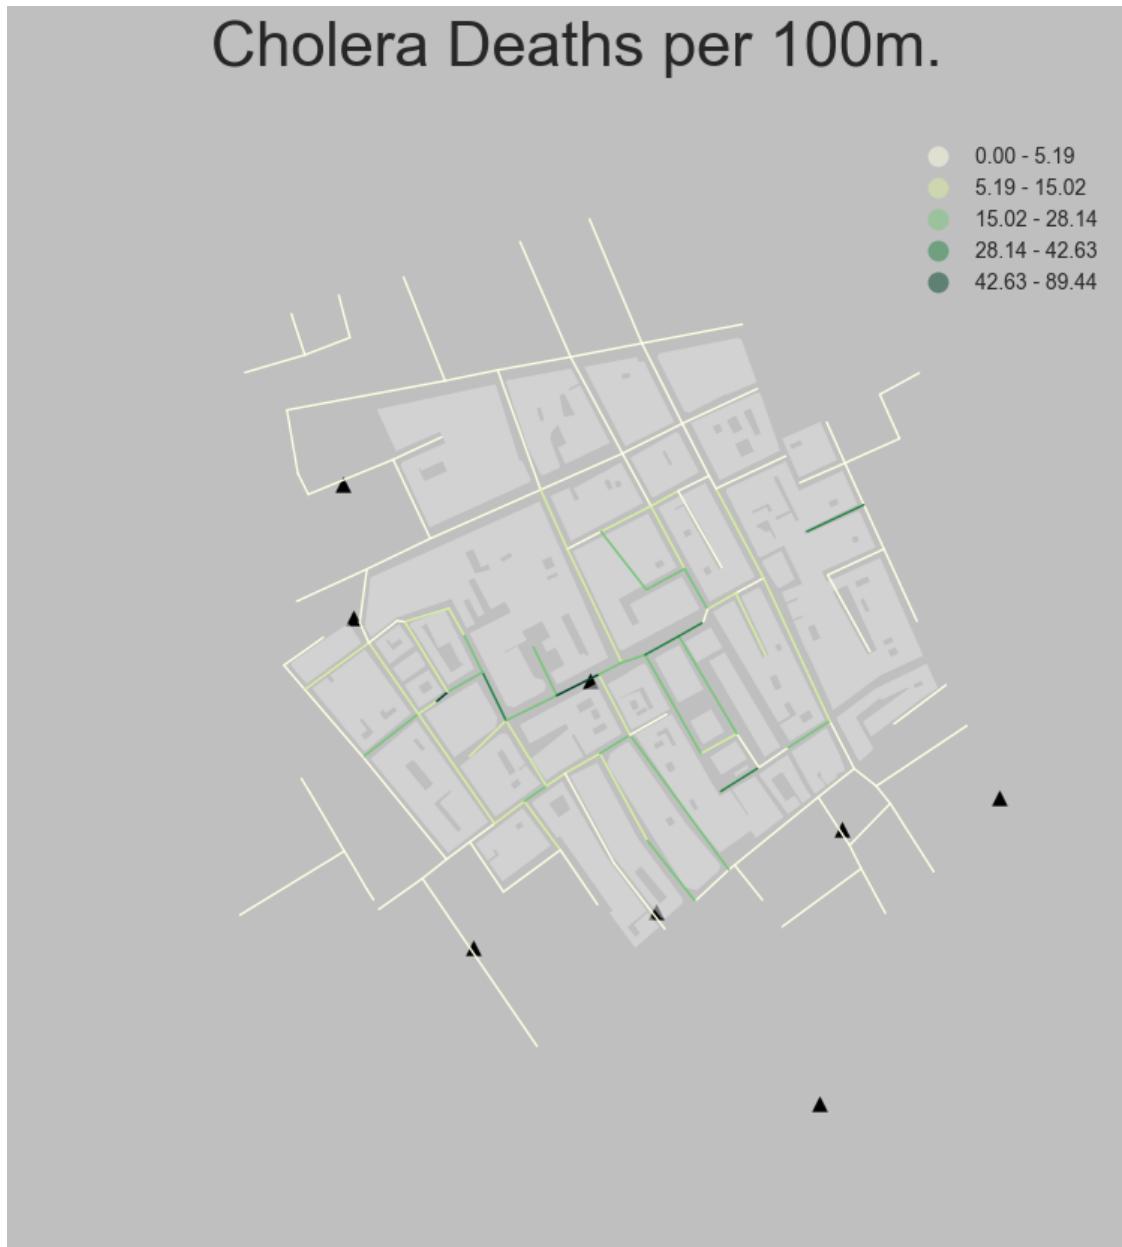 Cholera Deaths per 100m.
0.00 - 5.19
5.19 - 15.02
15.02 - 28.14
28.14 - 42.63
42.63 - 89.44